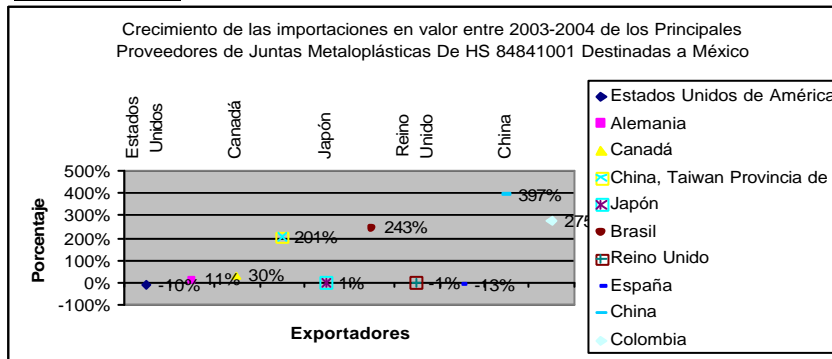 Crecimiento de las importaciones en valor entre 2003-2004 de los Principales
Proveedores de Juntas Metaloplásticas De HS 84841001 Destinadas a México
Estados
Unidos
Canadá
Japón
Reino
Unido
China
Porcentaje
500%
400%
300%
200%
100%
0%
-100%
-10%
11%
30%
201%
1%
243%
-1%
-13%
397%
275
Exportadores
Estados Unidos de América
Alemania
Canadá
China, Taiwan Provincia de
Japón
Brasil
Reino Unido
España
China
Colombia